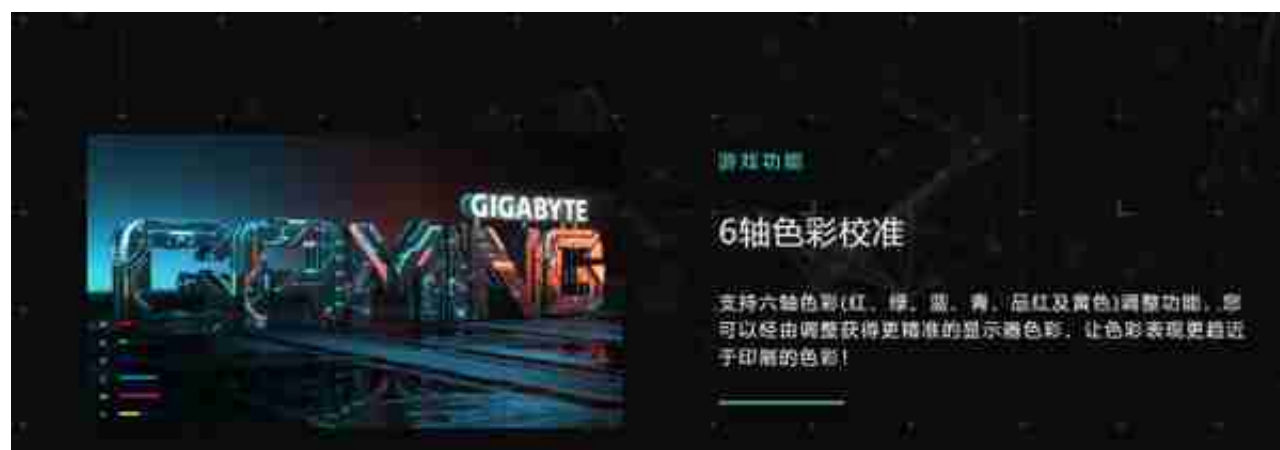 GIGABYTE
GAMING
游戏功能
6轴色彩校准
支持六轴色彩(红、绿、蓝、青、品红及黄色)调整功能，您
可以经由调整获得更精准的显示器色彩，让色彩表现更趋近
于印刷的色彩！